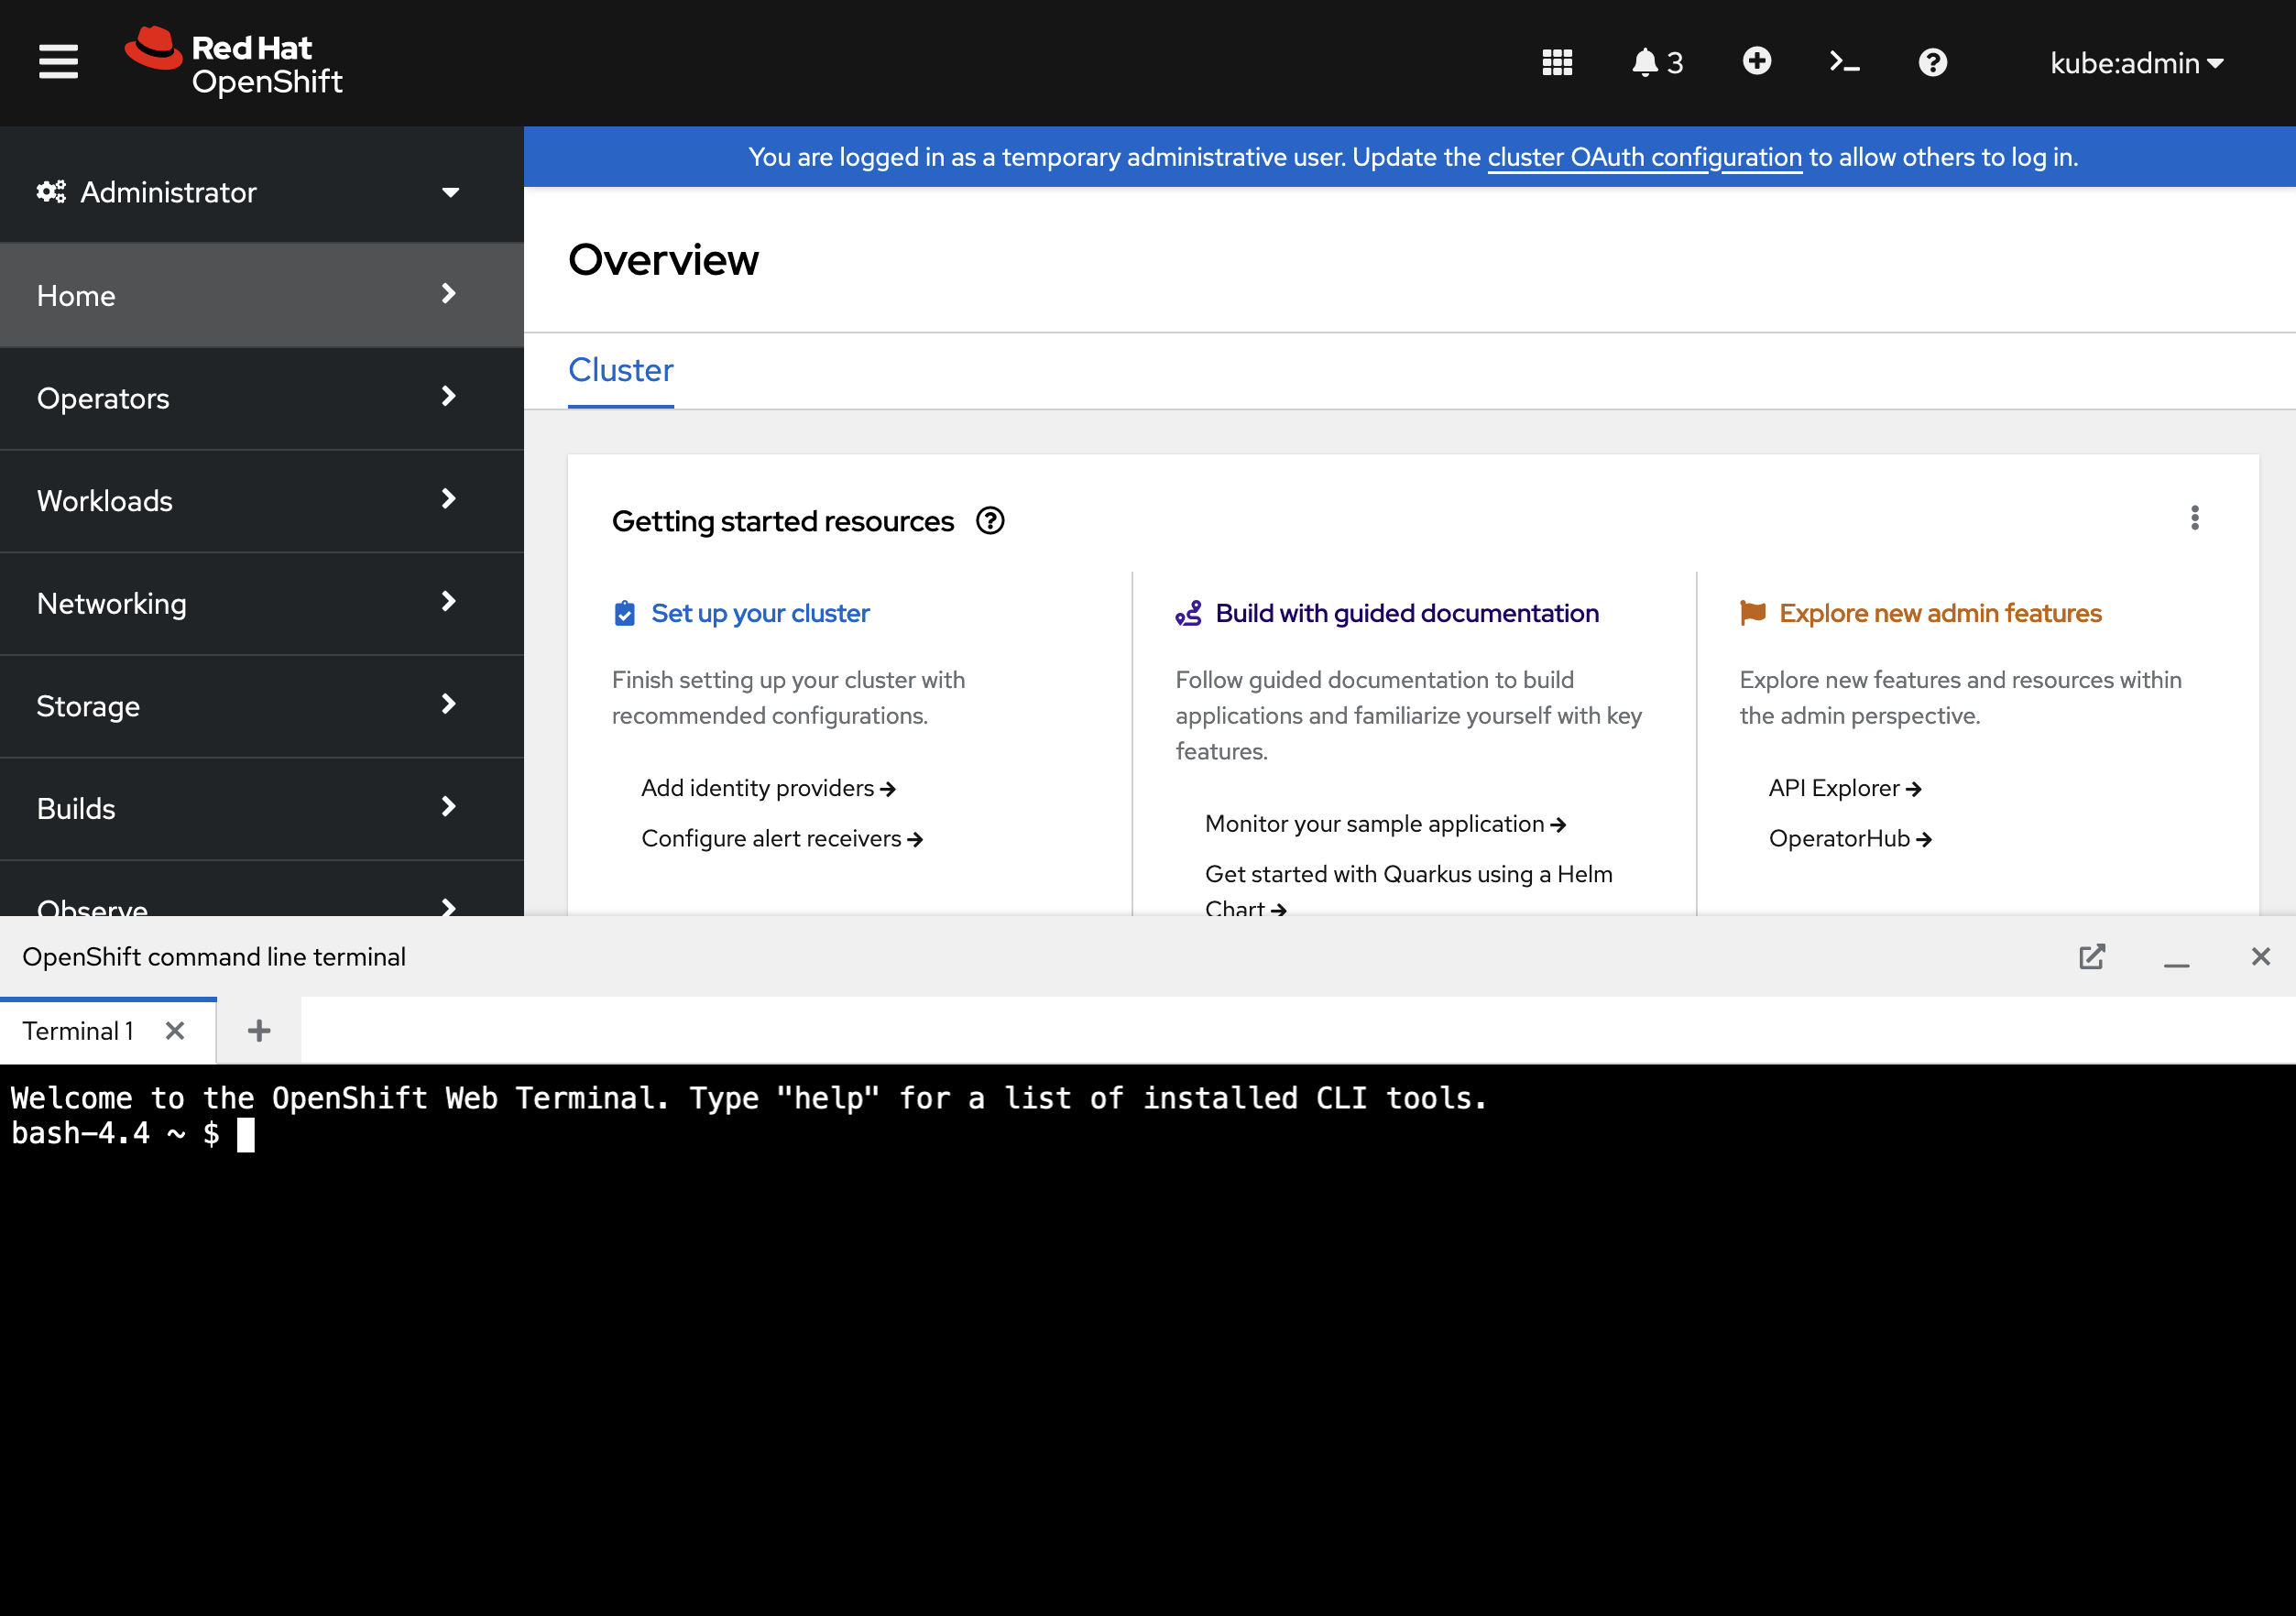 Red Hat
OpenShift
3
kube:admin
You are logged in as a temporary administrative user. Update the cluster OAuth configuration to allow others to log in.
Administrator
Home
Operators
Workloads
Networking
Storage
Builds
Observe
Overview
Cluster
Getting started resources
Set up your cluster
Finish setting up your cluster with
recommended configurations.
Add identity providers
Configure alert receivers
Build with guided documentation
Follow guided documentation to build
applications and familiarize yourself with key
features.
Monitor your sample application
Get started with Quarkus using a Helm
Chart
Explore new admin features
Explore new features and resources within
the admin perspective.
API Explorer
OperatorHub
OpenShift command line terminal
Terminal 1
Welcome to the OpenShift Web Terminal. Type "help" for a list of installed CLI tools.
bash-4.4 ~ $